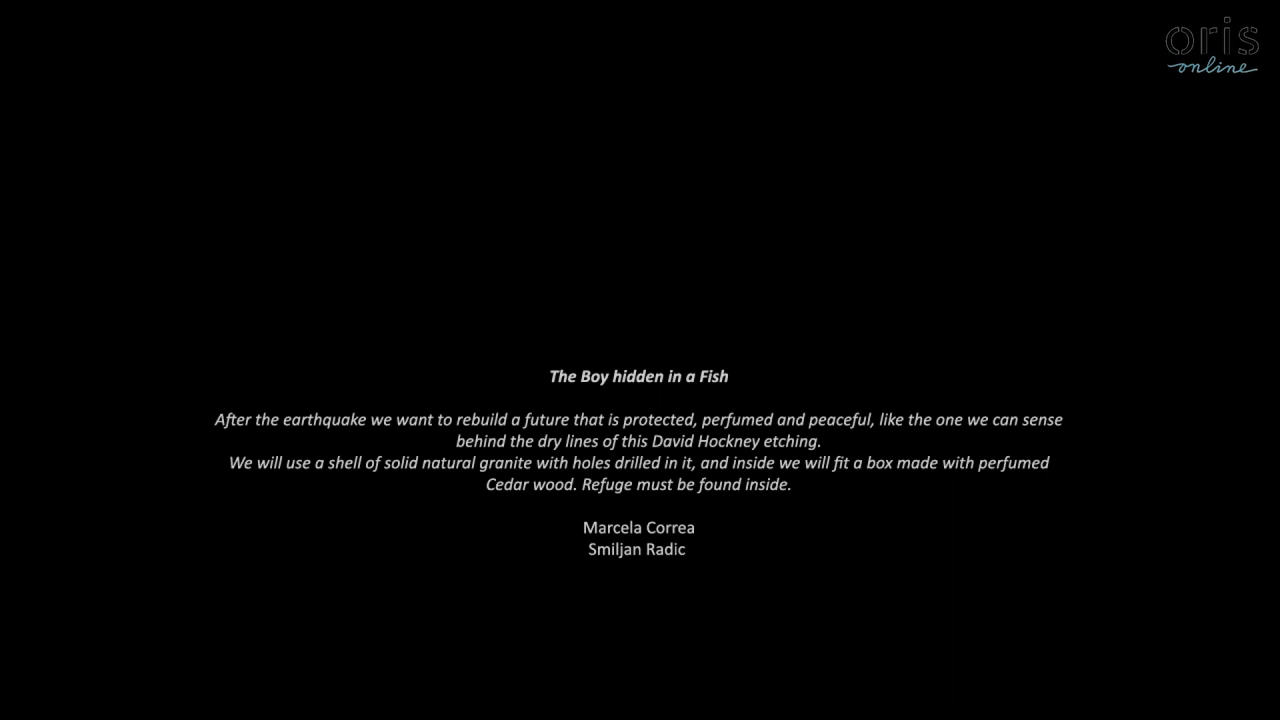 oris
online
The Boy hidden in a Fish
After the earthquake we want to rebuild a future that is protected, perfumed and peaceful, like the one we can sense
behind the dry lines of this David Hockney etching.
We will use a shell of solid natural granite with holes drilled in it, and inside we will fit a box made with perfumed
Cedar wood. Refuge must be found inside.
Marcela Correa
Smiljan Radic